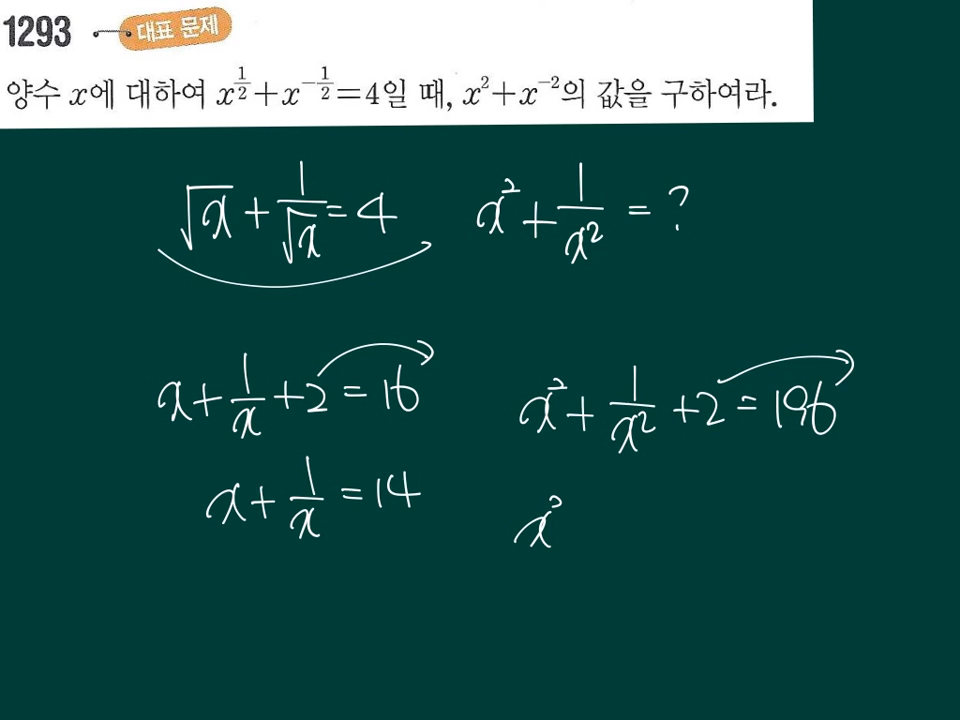 1293 대표 문제
양수 x에 대하여 x^{\frac{1}{2}}+x^{-\frac{1}{2}}=4일 때, x^2+x^{-2}의 값을 구하여라.
√x + 1/√x = 4    x² + 1/x² = ?
x + 1/x + 2 = 16    x² + 1/x² + 2 = 196
x + 1/x = 14    x²